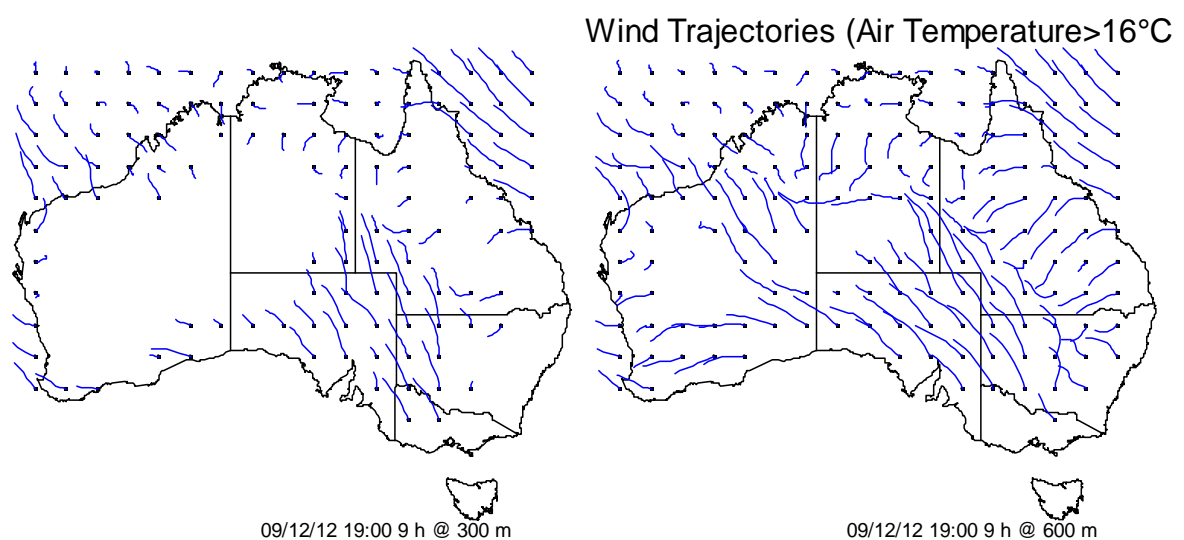 Wind Trajectories (Air Temperature>16°C
09/12/12 19:00 9 h @ 300 m
09/12/12 19:00 9 h @ 600 m